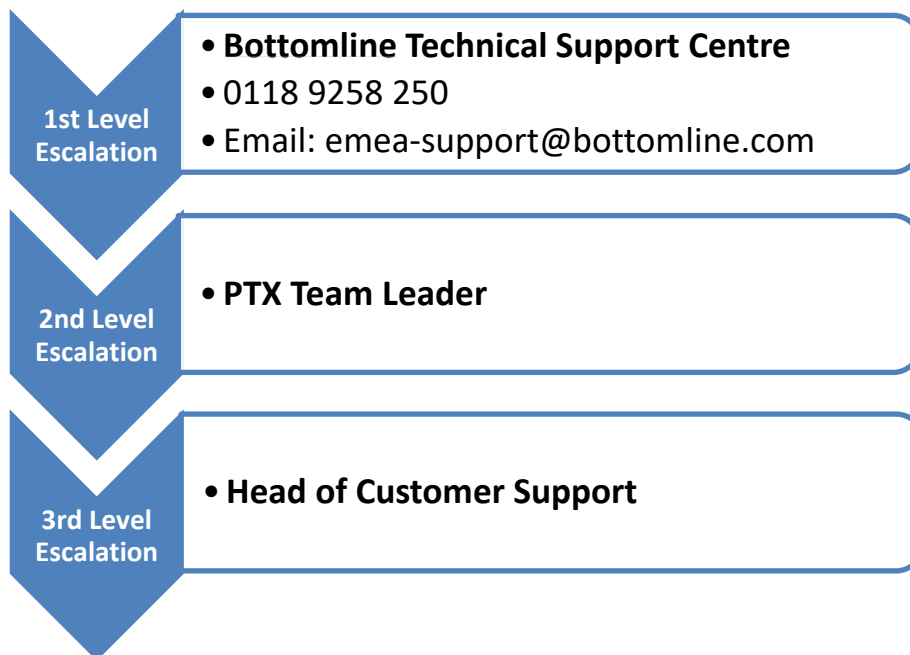 1st Level
Escalation
• Bottomline Technical Support Centre
• 0118 9258 250
• Email: emea-support@bottomline.com
2nd Level
Escalation
• PTX Team Leader
3rd Level
Escalation
• Head of Customer Support